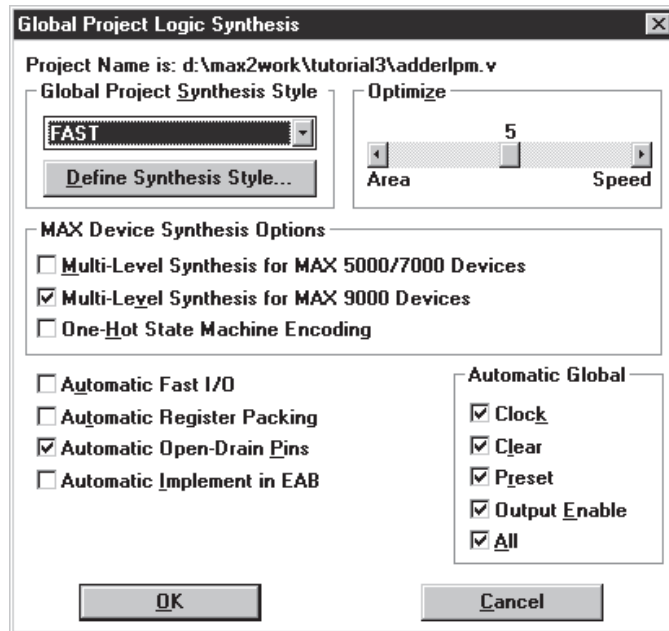 Global Project Logic Synthesis
Project Name is: d:\max2work\tutorial3\adderlpm.v
Global Project Synthesis Style
FAST
Define Synthesis Style...
Optimize
5
Area Speed
MAX Device Synthesis Options
Multi-Level Synthesis for MAX 5000/7000 Devices
Multi-Level Synthesis for MAX 9000 Devices
One-Hot State Machine Encoding
Automatic Fast I/O
Automatic Register Packing
Automatic Open-Drain Pins
Automatic Implement in EAB
Automatic Global
Clock
Clear
Preset
Output Enable
All
OK Cancel